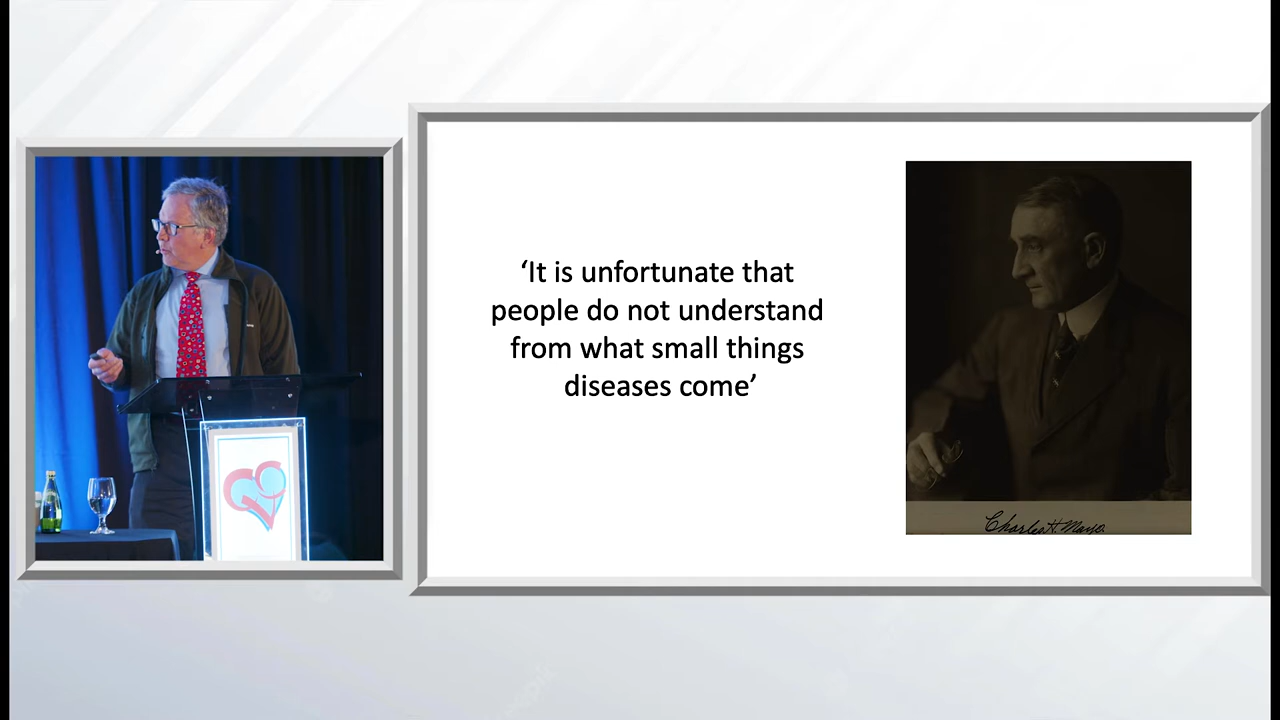 ‘It is unfortunate that
people do not understand
from what small things
diseases come’
Charles H. Mayo.